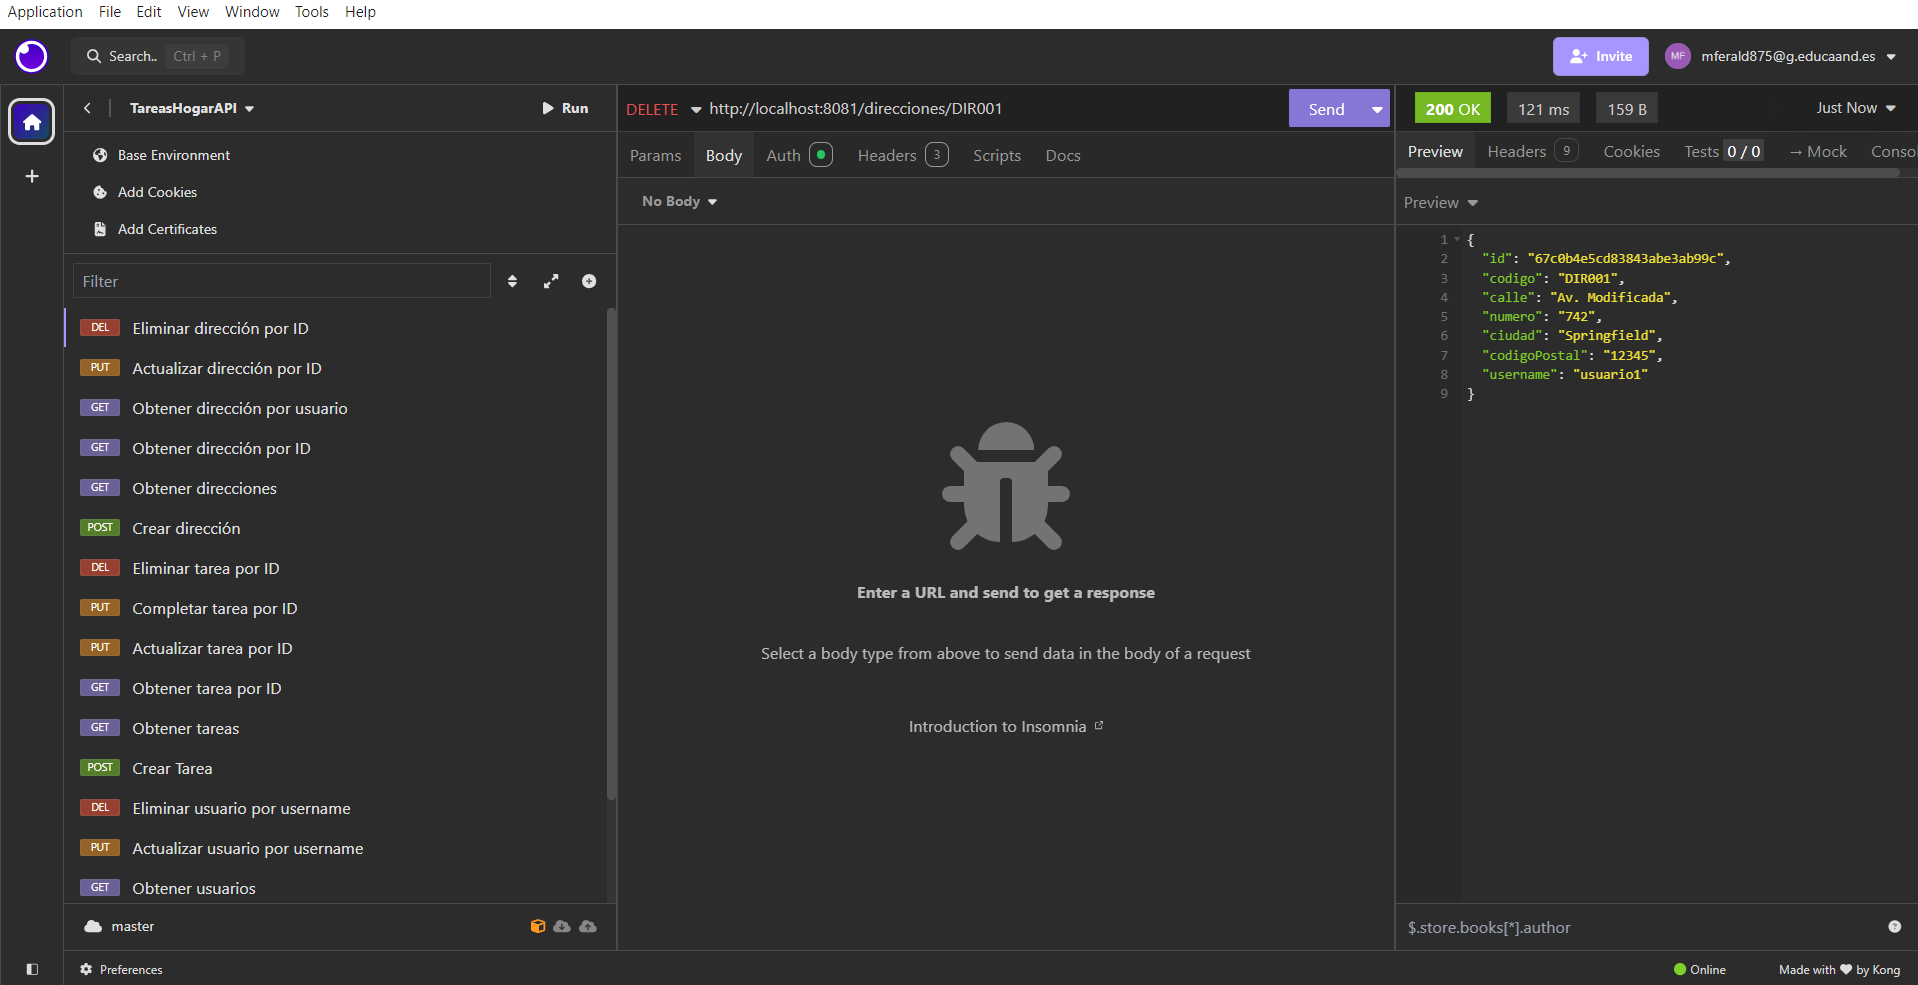 Application File Edit View Window Tools Help
Search.. Ctrl + P
Invite
MF
mferald875@g.educaand.es
TareasHogarAPI
Run
Base Environment
Add Cookies
Add Certificates
Filter
DEL Eliminar dirección por ID
PUT Actualizar dirección por ID
GET Obtener dirección por usuario
GET Obtener dirección por ID
GET Obtener direcciones
POST Crear dirección
DEL Eliminar tarea por ID
PUT Completar tarea por ID
PUT Actualizar tarea por ID
GET Obtener tarea por ID
GET Obtener tareas
POST Crear Tarea
DEL Eliminar usuario por username
PUT Actualizar usuario por username
GET Obtener usuarios
master
Preferences
DELETE http://localhost:8081/direcciones/DIR001 Send
Params Body Auth Headers 3 Scripts Docs
No Body
Enter a URL and send to get a response
Select a body type from above to send data in the body of a request
Introduction to Insomnia
200 OK 121 ms 159 B Just Now
Preview Headers 9 Cookies Tests 0 / 0 → Mock Conso
Preview
1 {
2 "id": "67c0b4e5cd83843abe3ab99c",
3 "codigo": "DIR001",
4 "calle": "Av. Modificada",
5 "numero": "742",
6 "ciudad": "Springfield",
7 "codigoPostal": "12345",
8 "username": "usuario1"
9 }
$.store.books[*].author
Online
Made with ♥ by Kong